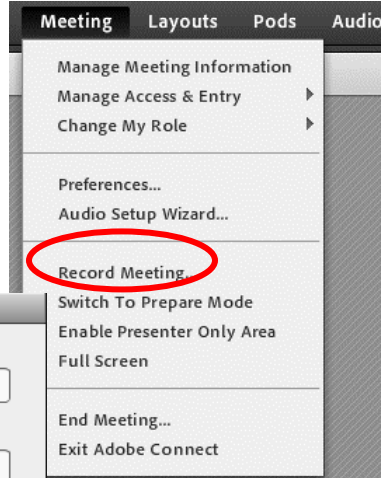 Meeting Layouts Pods Audio
Manage Meeting Information
Manage Access & Entry
Change My Role
Preferences...
Audio Setup Wizard...
Record Meeting...
Switch To Prepare Mode
Enable Presenter Only Area
Full Screen
End Meeting...
Exit Adobe Connect